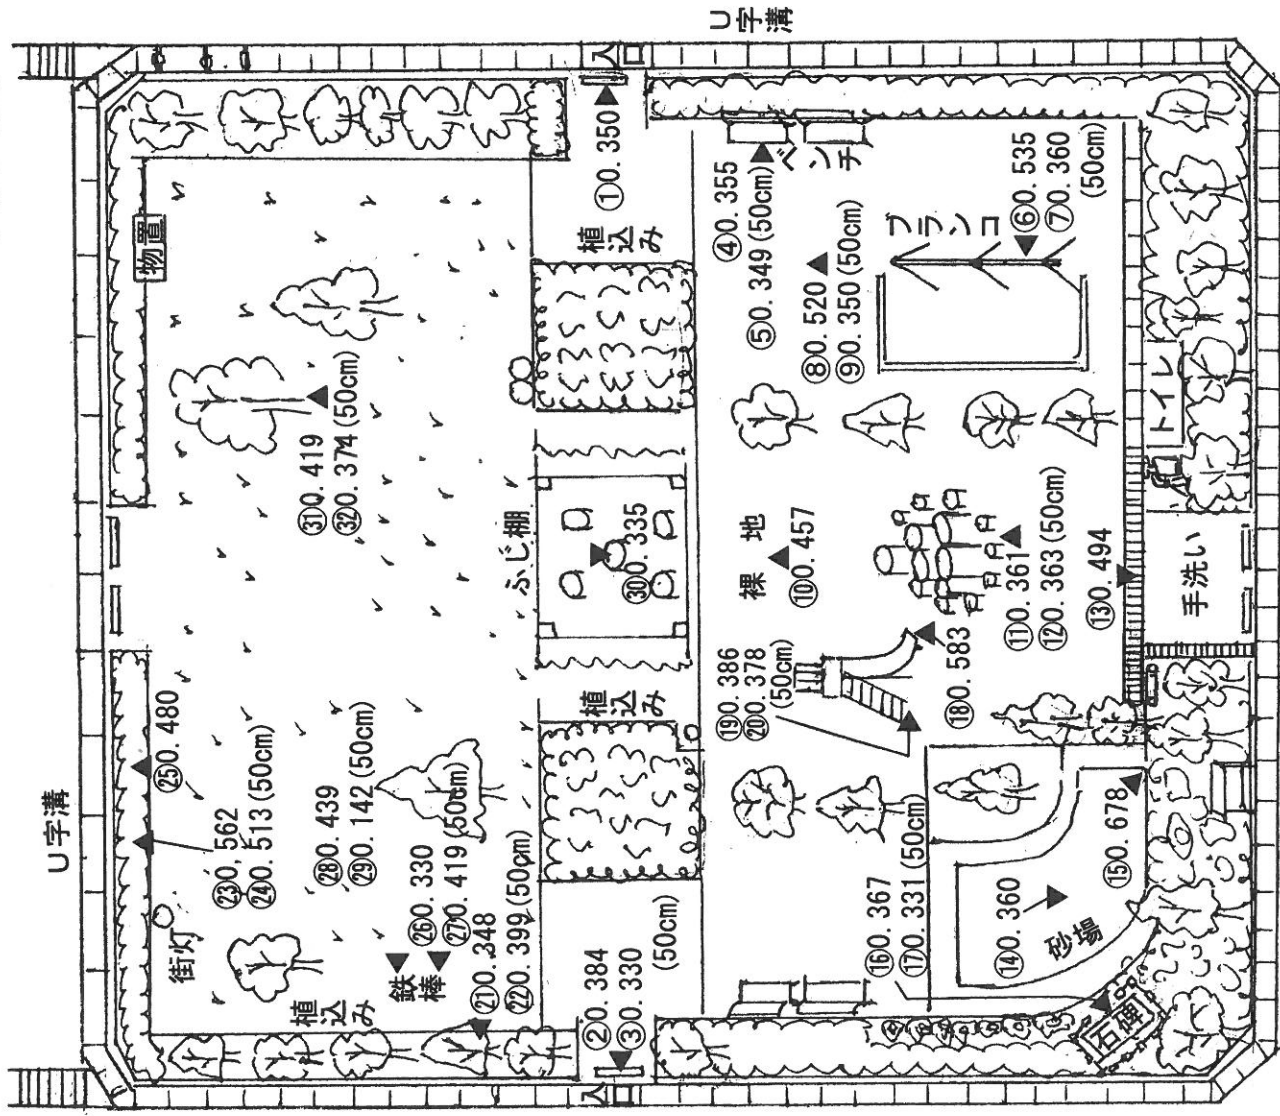 U字溝
U字溝
物置
入
口
①0.350
植込み
ふじ棚
㉚0.335
植込み
㉛0.419
㉜0.374(50cm)
㉕0.480
㉓0,562
㉔0.513(50cm)
㉘0.439
㉙0.142(50cm)
街灯
鉄棒
㉖0.330
㉗0.419(50cm)
㉑0.348
㉒0.399(50cm)
植込み
入
口
②0.384
③0.330
(50cm)
④0.355
⑤0.349(50cm)
ベンチ
⑧0.520
⑨0.350(50cm)
ブランコ
⑥0.535
⑦0.360
(50cm)
裸地
⑩0.457
⑪0.361
⑫0.363(50cm)
⑬0.494
トイレ
手洗い
⑲0.386
⑳0.378
(50cm)
⑱0.583
⑯0.367
⑰0.331(50cm)
⑭0.360
砂場
⑮0.678
石碑